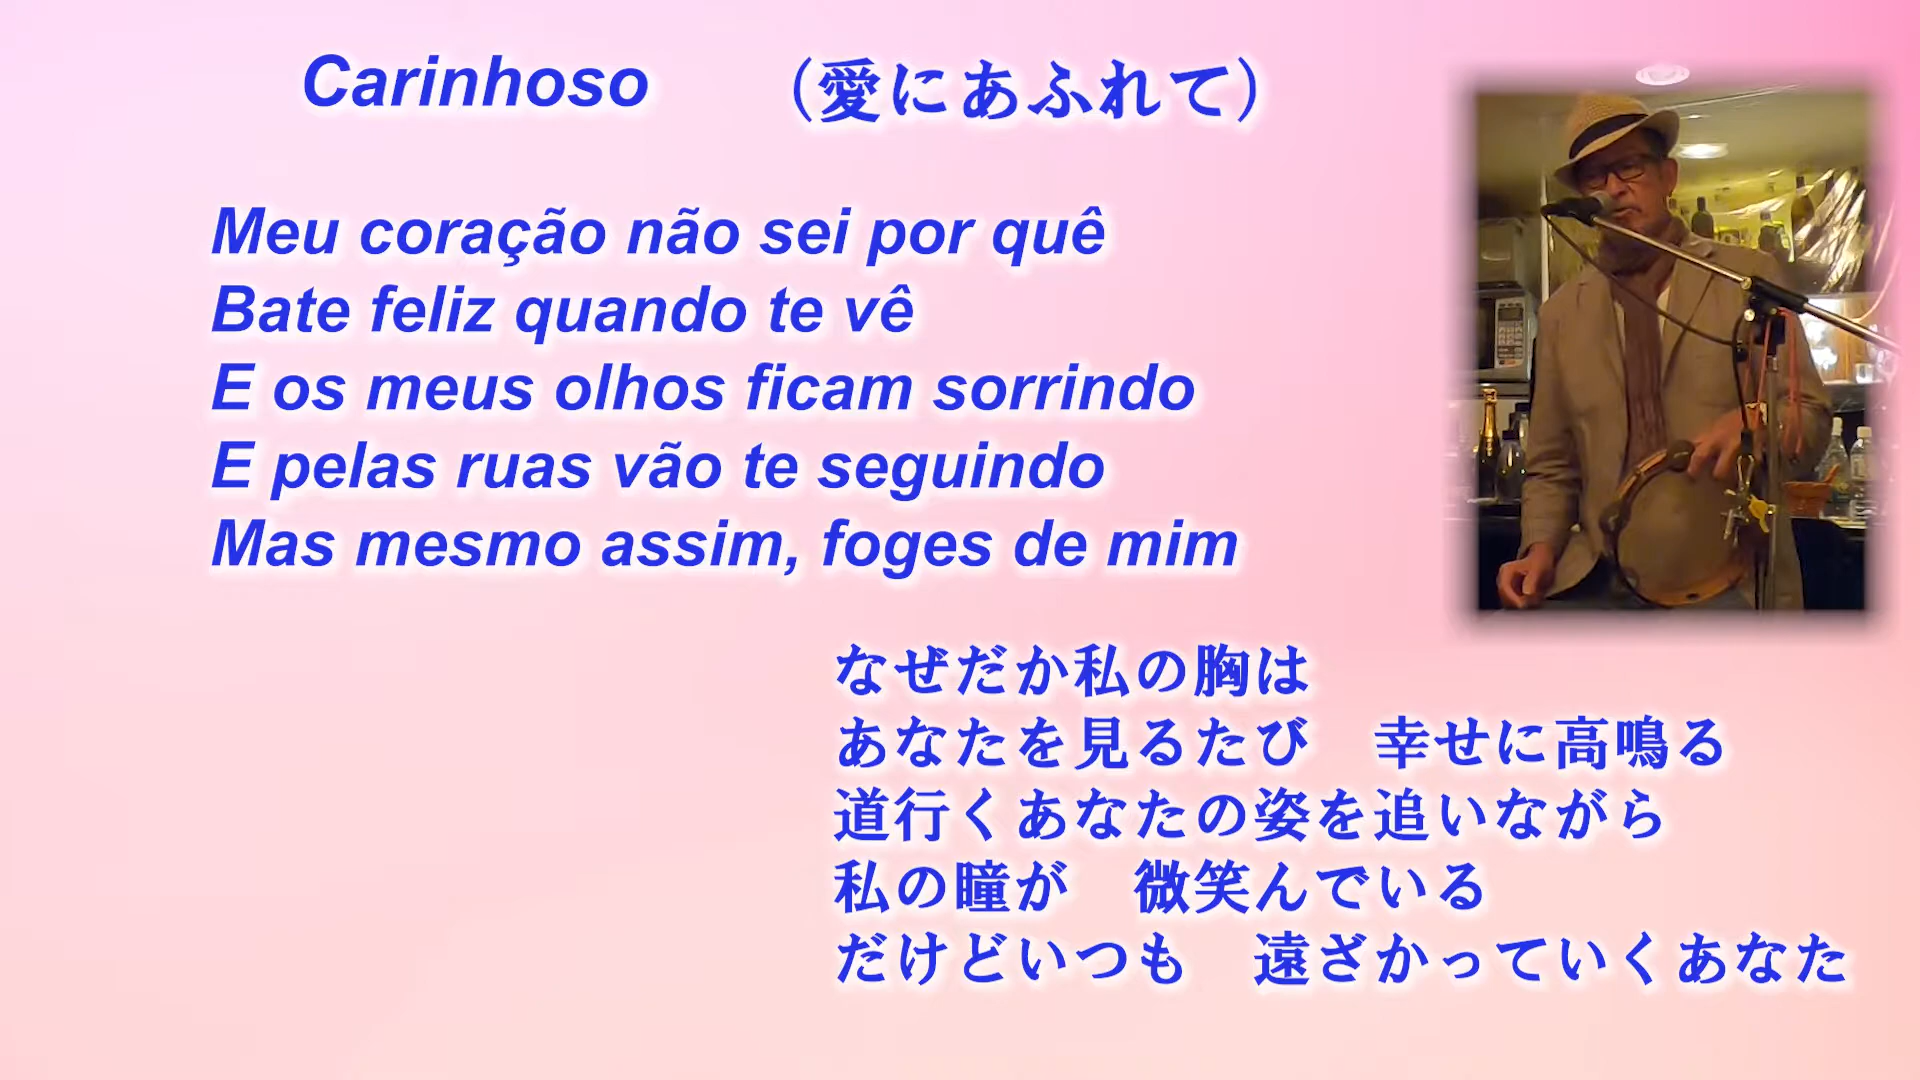 Carinhoso （愛にあふれて）
Meu coração não sei por quê
Bate feliz quando te vê
E os meus olhos ficam sorrindo
E pelas ruas vão te seguindo
Mas mesmo assim, foges de mim
なぜだか私の胸は
あなたを見るたび　幸せに高鳴る
道行くあなたの姿を追いながら
私の瞳が　微笑んでいる
だけどいつも　遠ざかっていくあなた